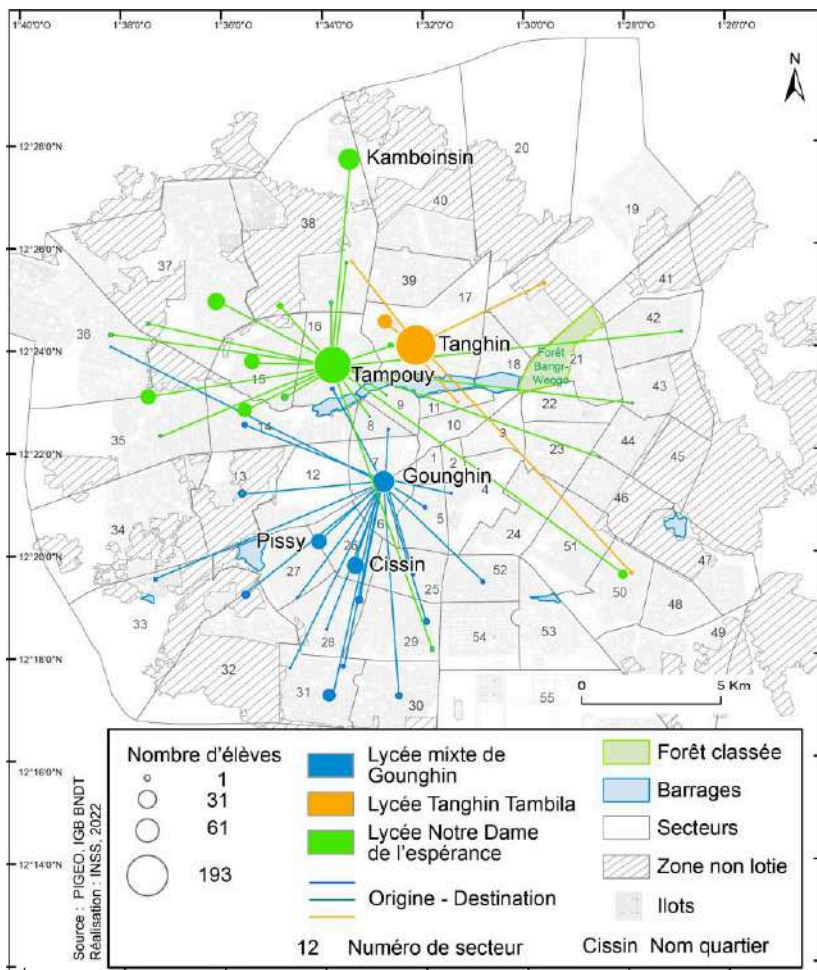 1°40'0"O 1°38'0"O 1°36'0"O 1°34'0"O 1°32'0"O 1°30'0"O 1°28'0"O 1°26'0"O
N
12°28'0"N
12°26'0"N
12°24'0"N
12°22'0"N
12°20'0"N
12°18'0"N
12°16'0"N
12°14'0"N
Kamboinsin
20
40
19
38
37
39
17
41
42
16
36
Tanghin
18
Forêt
Bangr-
Weogo
21
Tampouy
15
43
22
9
11
14
8
10
3
35
23
44
45
7
1
2
12
Gounghin
13
4
46
34
5
6
24
51
Pissy
26
47
Cissin
52
27
25
50
48
33
28
29
54
53
49
32
31
30
55
0 5 Km
Nombre d'élèves
1
31
61
193
Lycée mixte de
Gounghin
Lycée Tanghin Tambila
Lycée Notre Dame
de l'espérance
Origine - Destination
12 Numéro de secteur
Forêt classée
Barrages
Secteurs
Zone non lotie
Ilots
Cissin Nom quartier
Source : PIGEO, IGB BNDT
Réalisation : INSS, 2022